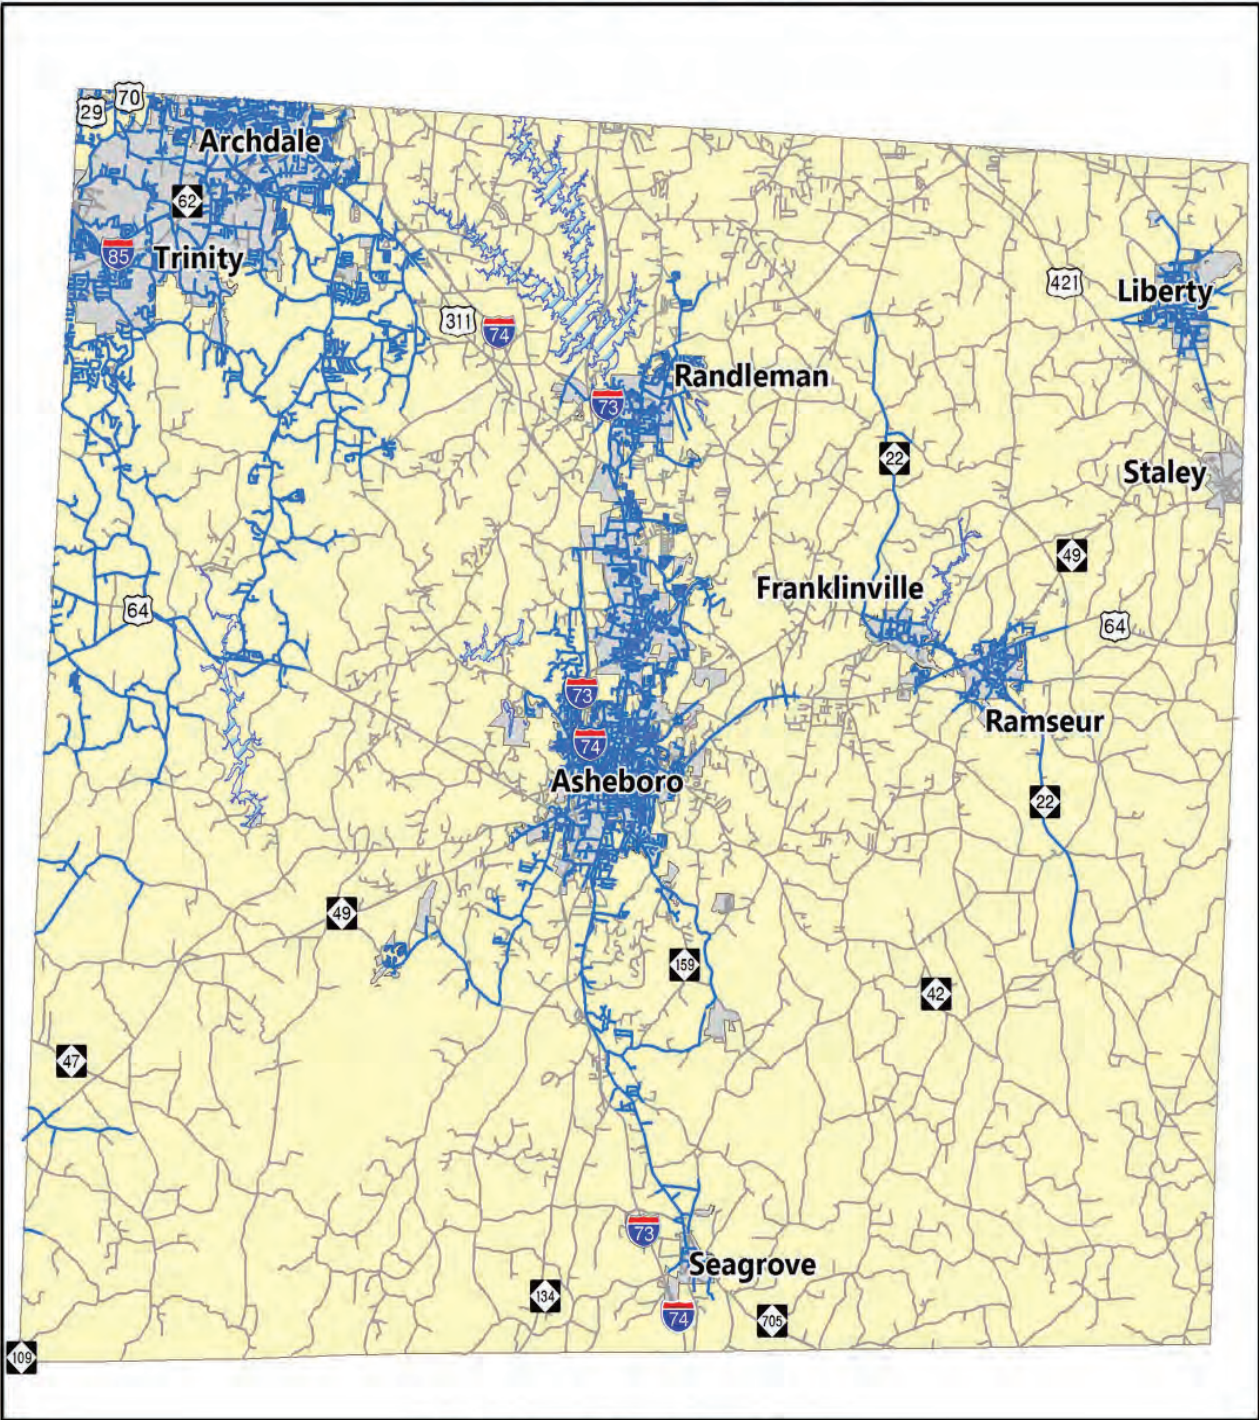 70
29
Archdale
62
85
Trinity
421
Liberty
311
74
Randleman
73
22
Staley
49
Franklinville
64
64
73
Ramseur
74
Asheboro
22
49
159
42
47
73
Seagrove
134
74
705
109